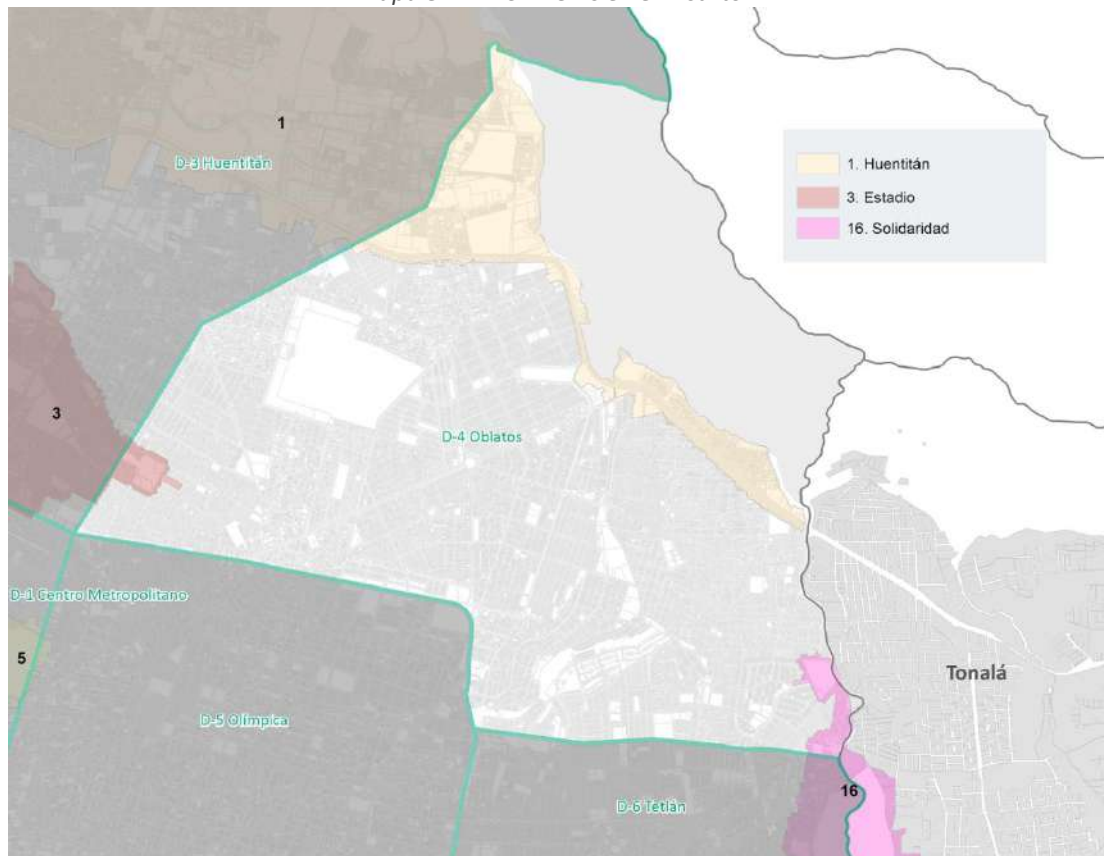 1
D-3 Huentitán
1. Huentitán
3. Estadio
16. Solidaridad
3
D-4 Oblatos
D-1 Centro Metropolitano
5
Tonalá
D-5 Olímpica
16
D-6 Tetlán